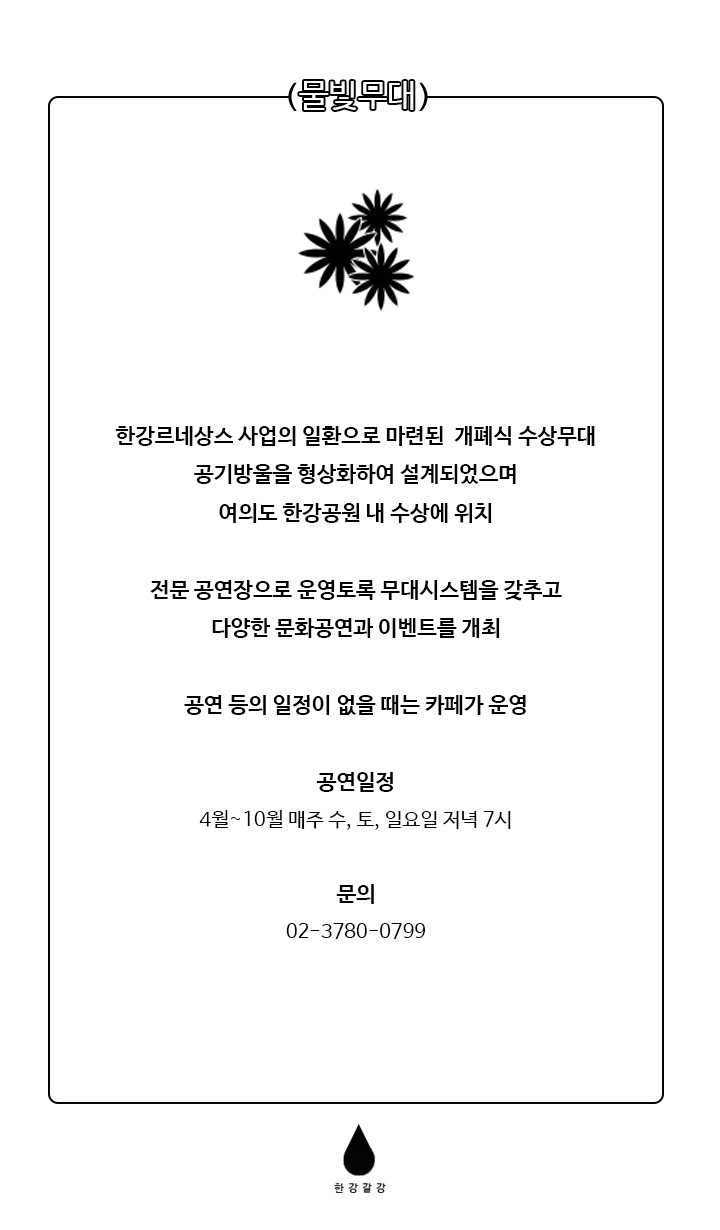 (물빛무대)
한강르네상스 사업의 일환으로 마련된  개폐식 수상무대
공기방울을 형상화하여 설계되었으며
여의도 한강공원 내 수상에 위치
전문 공연장으로 운영토록 무대시스템을 갖추고
다양한 문화공연과 이벤트를 개최
공연 등의 일정이 없을 때는 카페가 운영
공연일정
4월~10월 매주 수, 토, 일요일 저녁 7시
문의
02-3780-0799
한강갈강